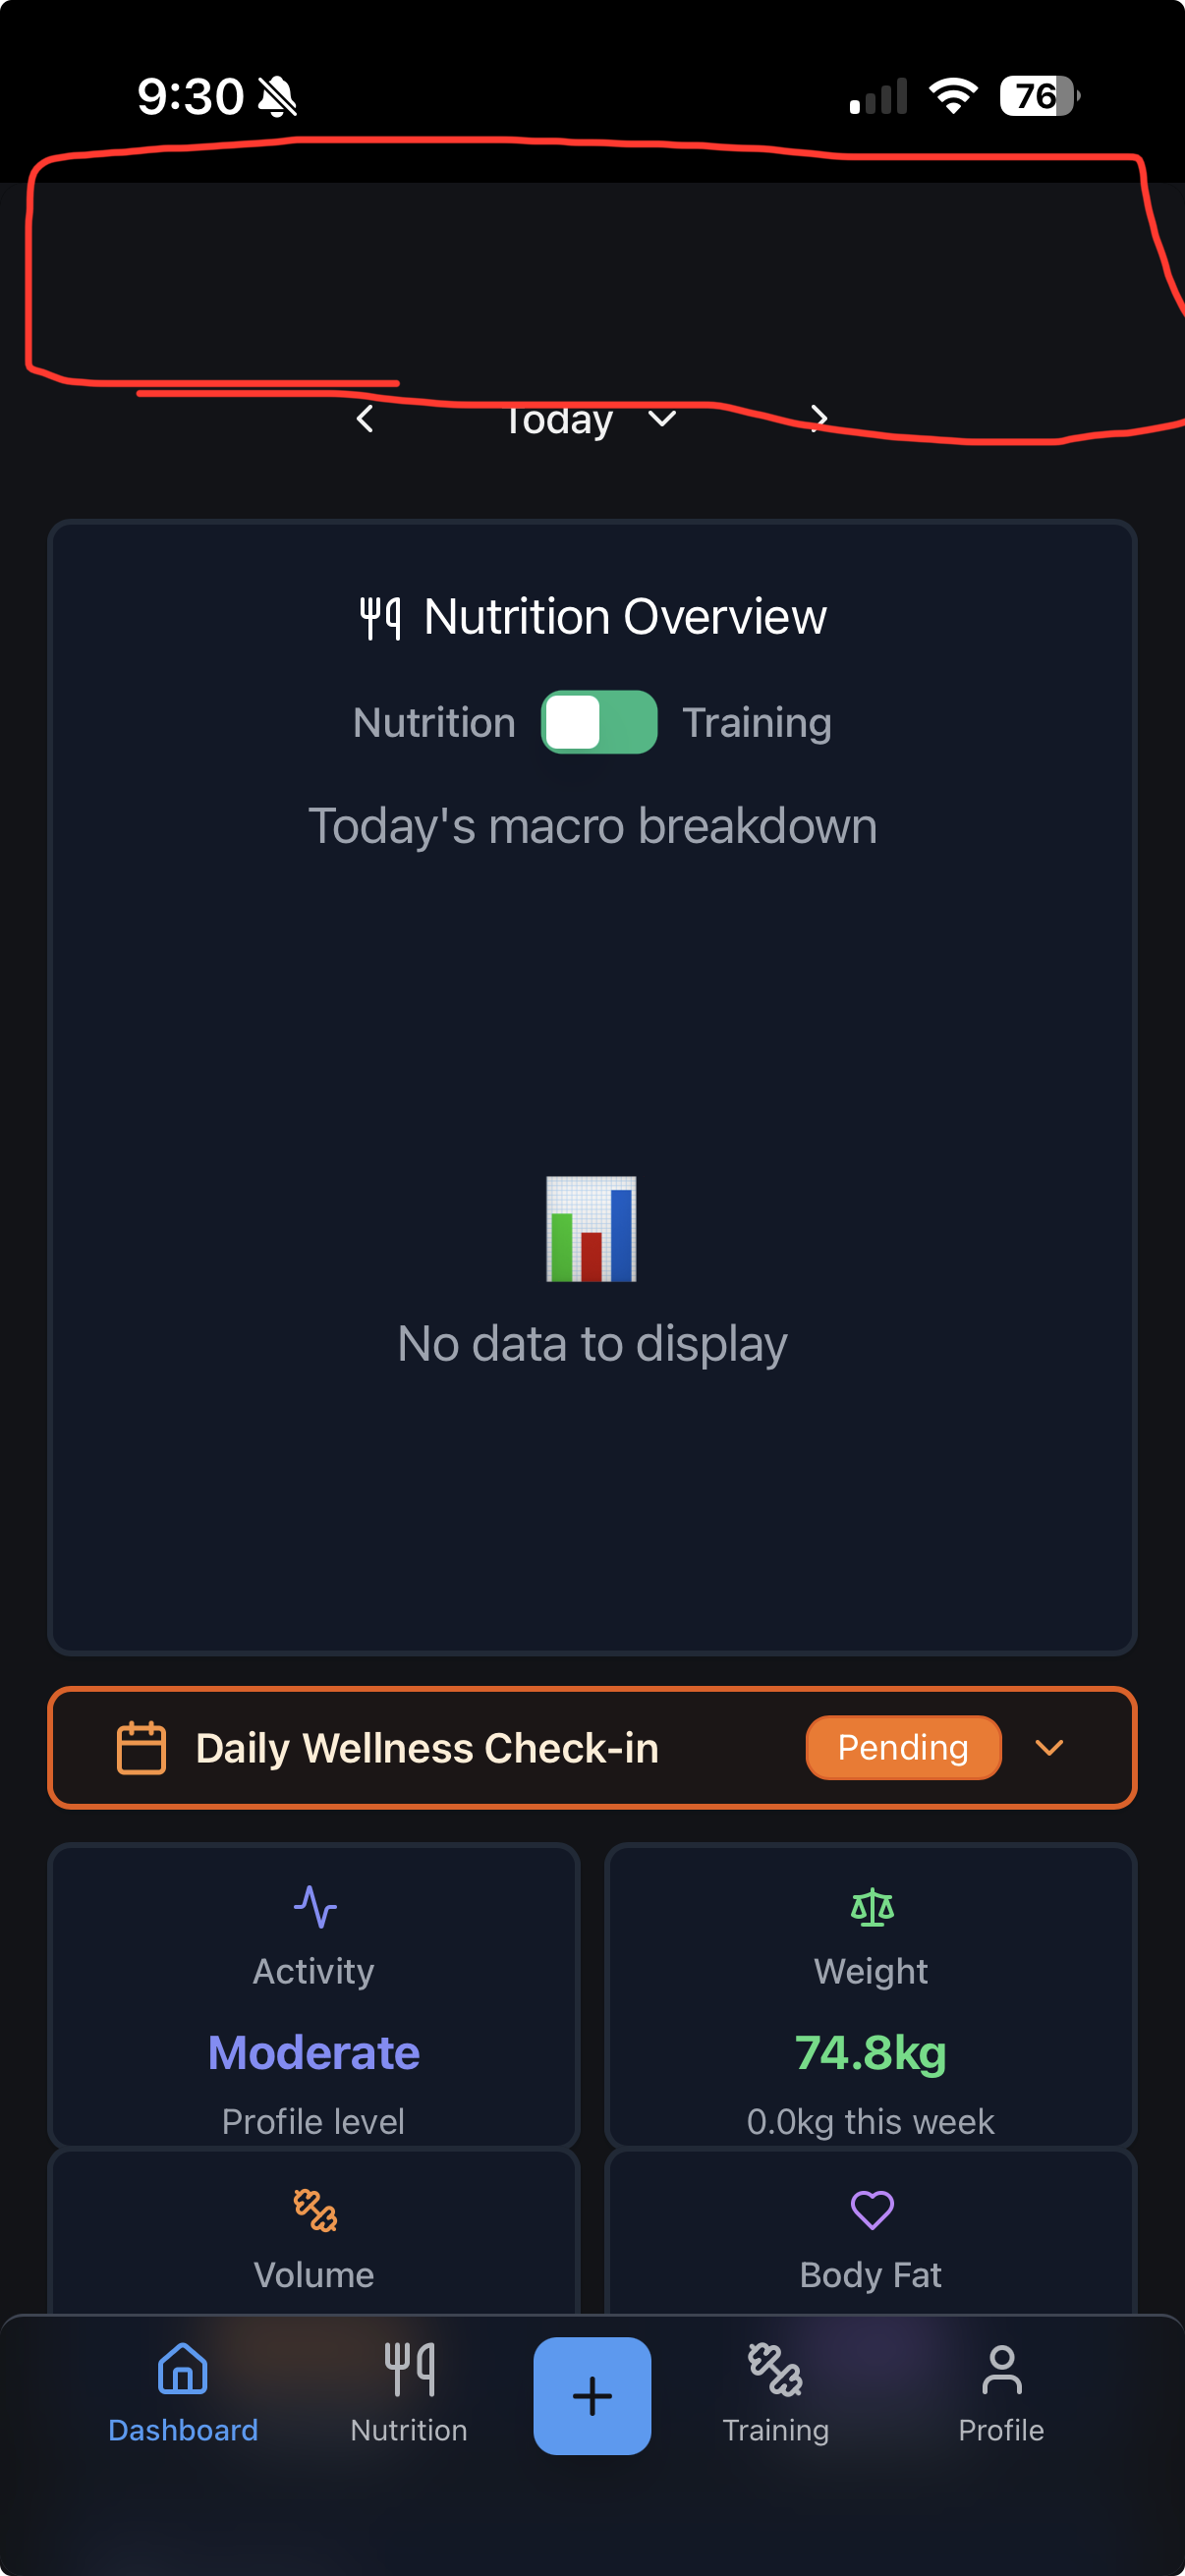 9:30
76
Today
Nutrition Overview
Nutrition Training
Today's macro breakdown
No data to display
Daily Wellness Check-in Pending
Activity Weight
Moderate 74.8kg
Profile level 0.0kg this week
Volume Body Fat
Dashboard Nutrition Training Profile